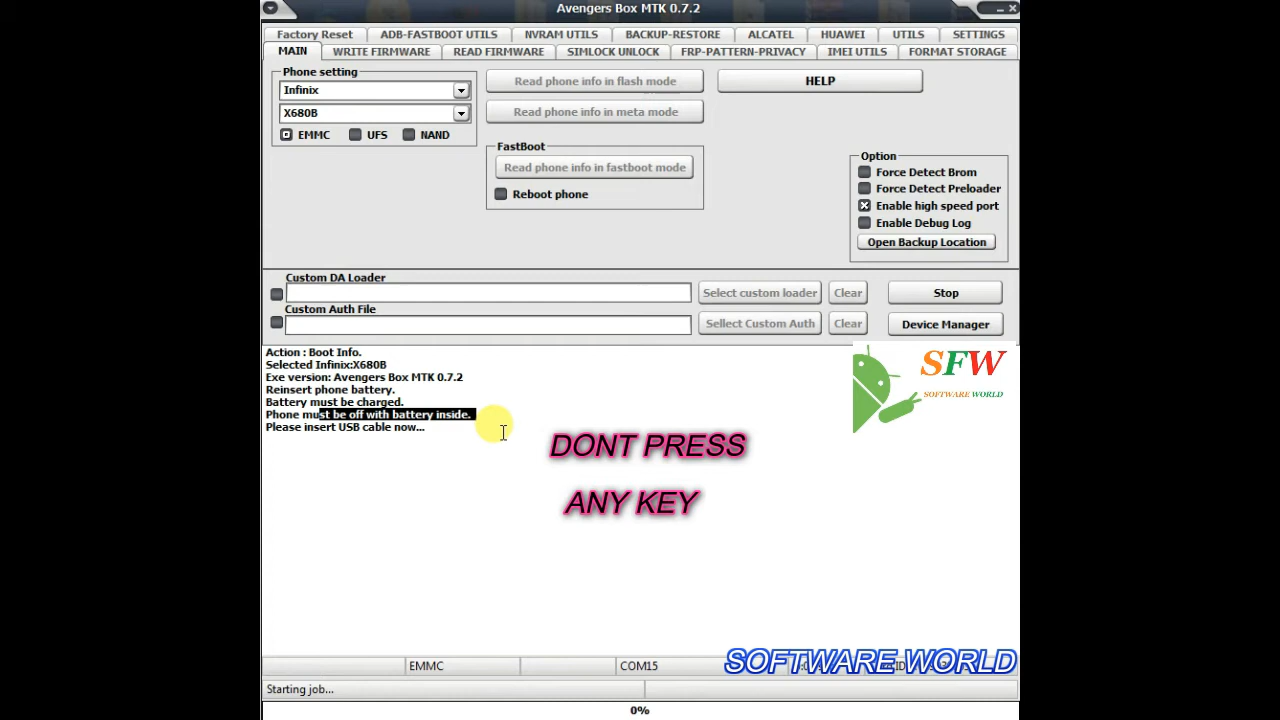 Avengers Box MTK 0.7.2
Factory Reset ADB-FASTBOOT UTILS NVRAM UTILS BACKUP-RESTORE ALCATEL HUAWEI UTILS SETTINGS
MAIN WRITE FIRMWARE READ FIRMWARE SIMLOCK UNLOCK FRP-PATTERN-PRIVACY IMEI UTILS FORMAT STORAGE
Phone setting
Infinix
X680B
EMMC UFS NAND
Read phone info in flash mode
Read phone info in meta mode
FastBoot
Read phone info in fastboot mode
Reboot phone
HELP
Option
Force Detect Brom
Force Detect Preloader
Enable high speed port
Enable Debug Log
Open Backup Location
Custom DA Loader
Select custom loader Clear Stop
Custom Auth File
Sellect Custom Auth Clear Device Manager
Action : Boot Info.
Selected Infinix:X680B
Exe version: Avengers Box MTK 0.7.2
Reinsert phone battery.
Battery must be charged.
Phone must be off with battery inside.
Please insert USB cable now...
SFW
SOFTWARE WORLD
DONT PRESS
ANY KEY
EMMC COM15
SOFTWARE WORLD
Starting job...
0%